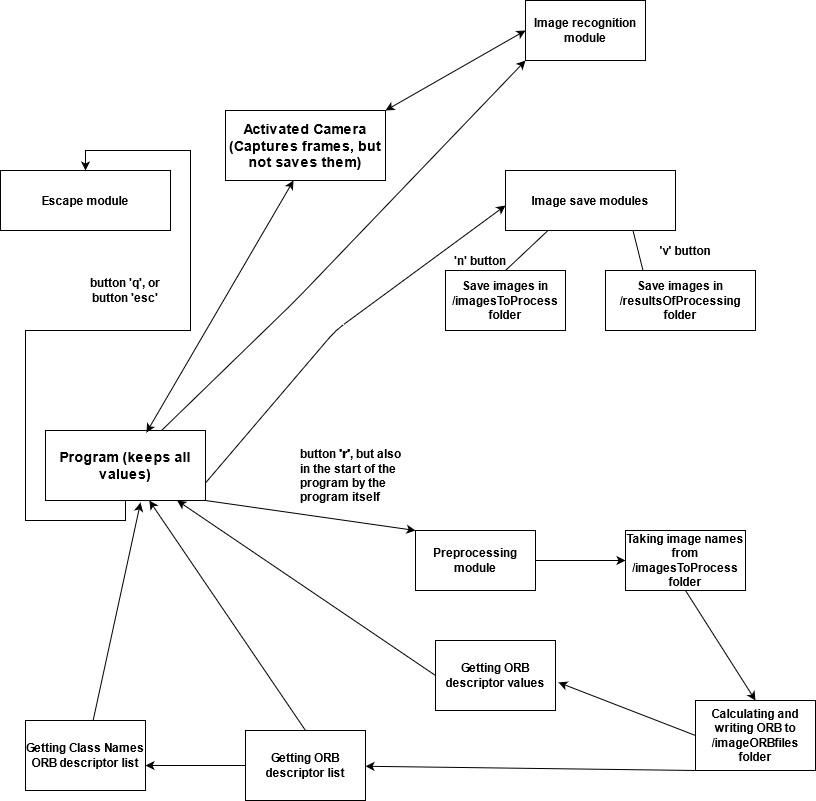 Image recognition
module
Activated Camera
(Captures frames, but
not saves them)
Escape module
Image save modules
'n' button
'v' button
button 'q', or
button 'esc'
Save images in
/imagesToProcess
folder
Save images in
/resultsOfProcessing
folder
Program (keeps all
values)
button 'r', but also
in the start of the
program by the
program itself
Preprocessing
module
Taking image names
from
/imagesToProcess
folder
Getting ORB
descriptor values
Calculating and
writing ORB to
/imageORBfiles
folder
Getting Class Names
ORB descriptor list
Getting ORB
descriptor list